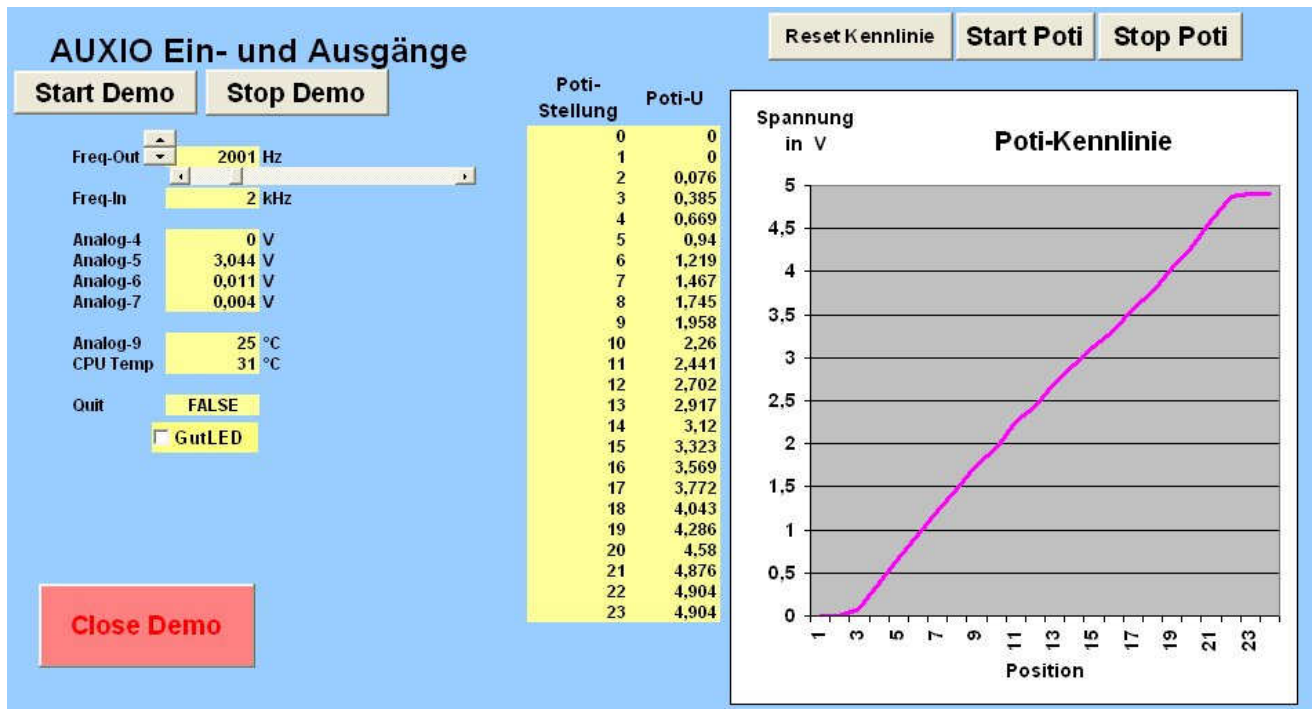 AUXIO Ein- und Ausgänge
Start Demo Stop Demo
Freq-Out 2001 Hz
Freq-In 2 kHz
Analog-4 0 V
Analog-5 3,044 V
Analog-6 0,011 V
Analog-7 0,004 V
Analog-9 25 °C
CPU Temp 31 °C
Quit FALSE
GutLED
Close Demo
Poti-
Stellung Poti-U
0 0
1 0
2 0,076
3 0,385
4 0,669
5 0,94
6 1,219
7 1,467
8 1,745
9 1,958
10 2,26
11 2,441
12 2,702
13 2,917
14 3,12
15 3,323
16 3,569
17 3,772
18 4,043
19 4,286
20 4,58
21 4,876
22 4,904
23 4,904
Reset Kennlinie Start Poti Stop Poti
Spannung
in V
Poti-Kennlinie
5
4,5
4
3,5
3
2,5
2
1,5
1
0,5
0
1 3 5 7 9 11 13 15 17 19 21 23
Position